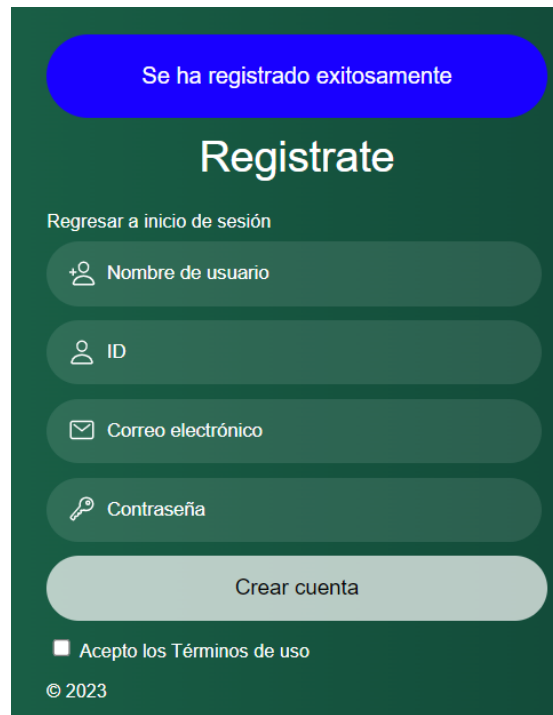 Se ha registrado exitosamente
Registrate
Regresar a inicio de sesión
Nombre de usuario
ID
Correo electrónico
Contraseña
Crear cuenta
Acepto los Términos de uso
© 2023